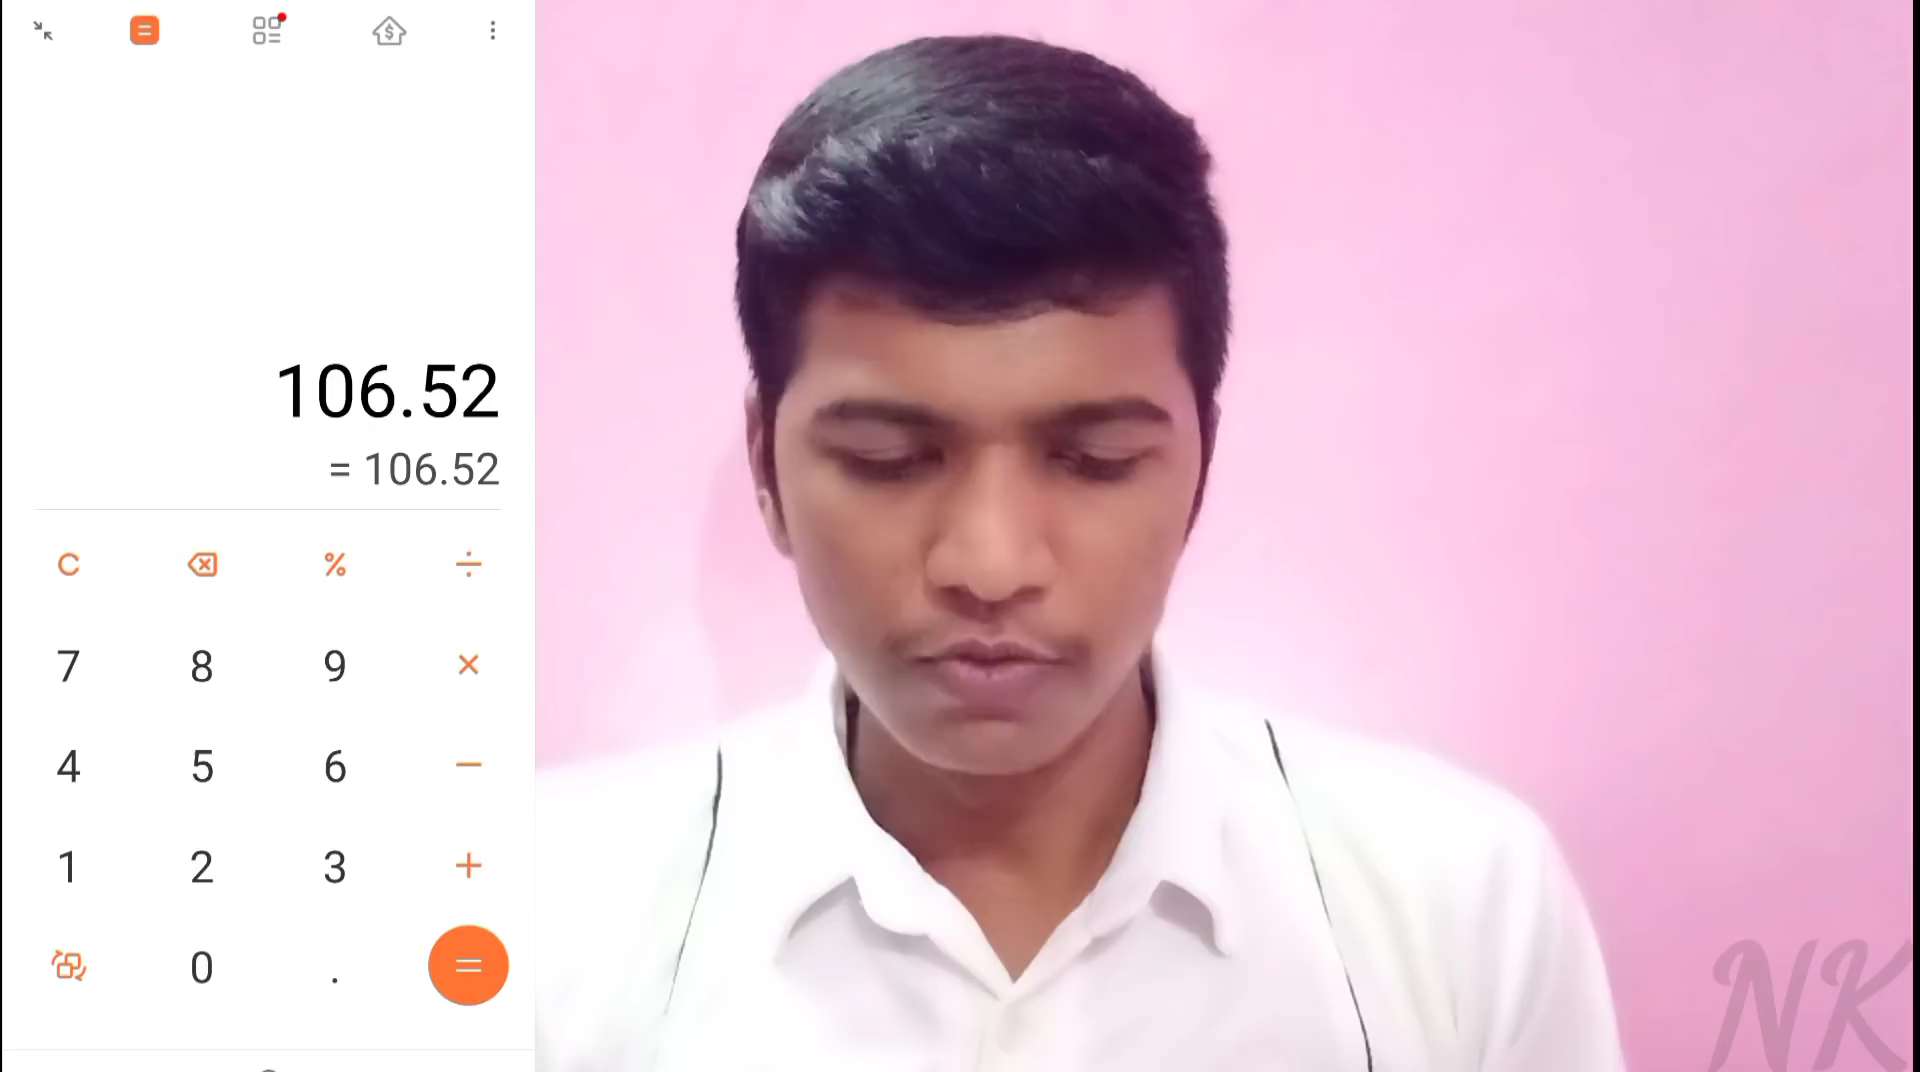 106.52
= 106.52
C % ÷
7 8 9 ×
4 5 6 −
1 2 3 +
0 . =
NK